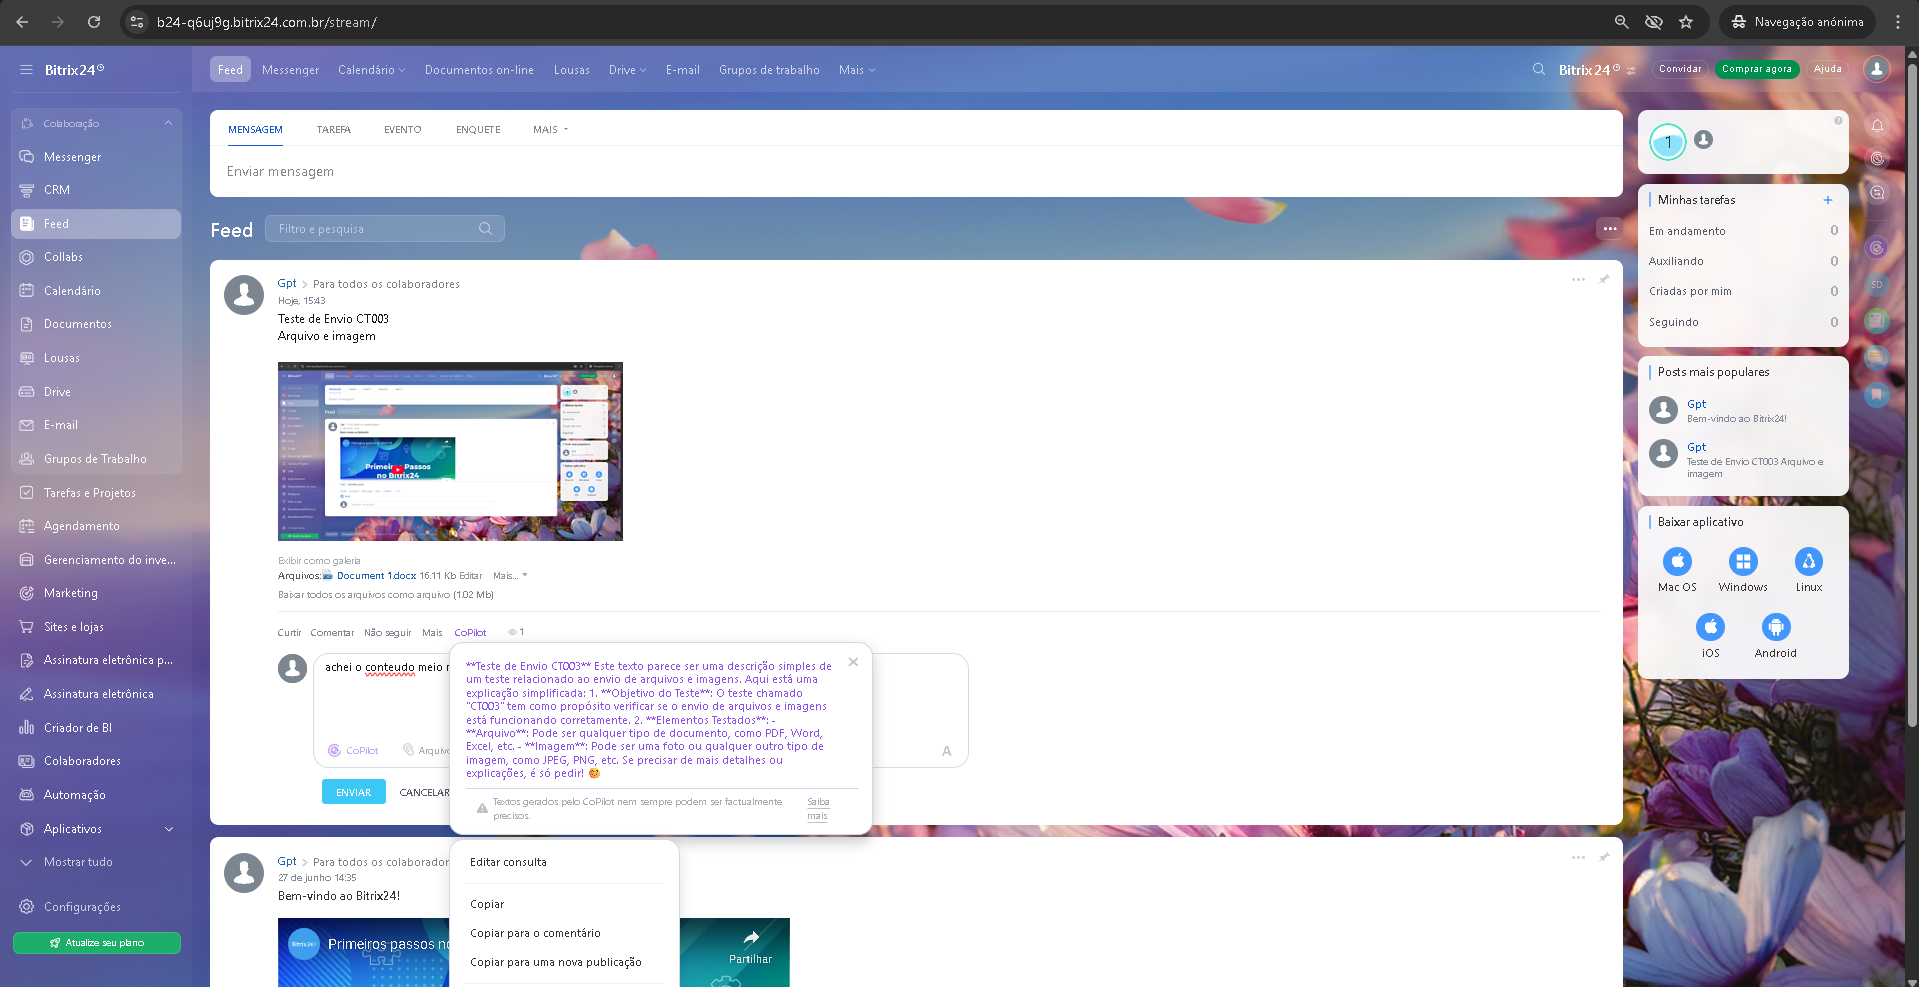 b24-q6uj9g.bitrix24.com.br/stream/
Navegação anónima
Bitrix24
Feed
Messenger
Calendário
Documentos on-line
Lousas
Drive
E-mail
Grupos de trabalho
Mais
Bitrix24
Convidar
Comprar agora
Ajuda
Colaboração
Messenger
CRM
Feed
Collabs
Calendário
Documentos
Lousas
Drive
E-mail
Grupos de Trabalho
Tarefas e Projetos
Agendamento
Gerenciamento do inve...
Marketing
Sites e lojas
Assinatura eletrônica p...
Assinatura eletrônica
Criador de BI
Colaboradores
Automação
Aplicativos
Mostrar tudo
Configurações
Atualize seu plano
MENSAGEM
TAREFA
EVENTO
ENQUETE
MAIS
Enviar mensagem
Feed
Filtro e pesquisa
Gpt > Para todos os colaboradores
Hoje, 15:43
Teste de Envio CT003
Arquivo e imagem
Primeiros Passos
no Bitrix24
Exibir como galeria
Arquivos: Document 1.docx 16.11 Kb Editar Mais...
Baixar todos os arquivos como arquivo (1.02 Mb)
Curtir Comentar Não seguir Mais CoPilot 1
achei o conteudo meio
CoPilot
Arquivo
A
ENVIAR
CANCELAR
**Teste de Envio CT003** Este texto parece ser uma descrição simples de
um teste relacionado ao envio de arquivos e imagens. Aqui está uma
explicação simplificada: 1. **Objetivo do Teste**: O teste chamado
"CT003" tem como propósito verificar se o envio de arquivos e imagens
está funcionando corretamente. 2. **Elementos Testados**: -
**Arquivo**: Pode ser qualquer tipo de documento, como PDF, Word,
Excel, etc. - **Imagem**: Pode ser uma foto ou qualquer outro tipo de
imagem, como JPEG, PNG, etc. Se precisar de mais detalhes ou
explicações, é só pedir!
Textos gerados pelo CoPilot nem sempre podem ser factualmente
precisos.
Saiba
mais
Editar consulta
Copiar
Copiar para o comentário
Copiar para uma nova publicação
Gpt > Para todos os colaborador
27 de junho 14:35
Bem-vindo ao Bitrix24!
Bitrix24
Primeiros passos no
Partilhar
1
Minhas tarefas
Em andamento 0
Auxiliando 0
Criadas por mim 0
Seguindo 0
Posts mais populares
Gpt
Bem-vindo ao Bitrix24!
Gpt
Teste de Envio CT003 Arquivo e
imagem
Baixar aplicativo
Mac OS
Windows
Linux
iOS
Android
SD